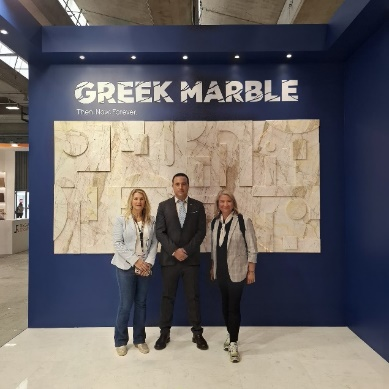 GREEK MARBLE
Then. Now. Forever.